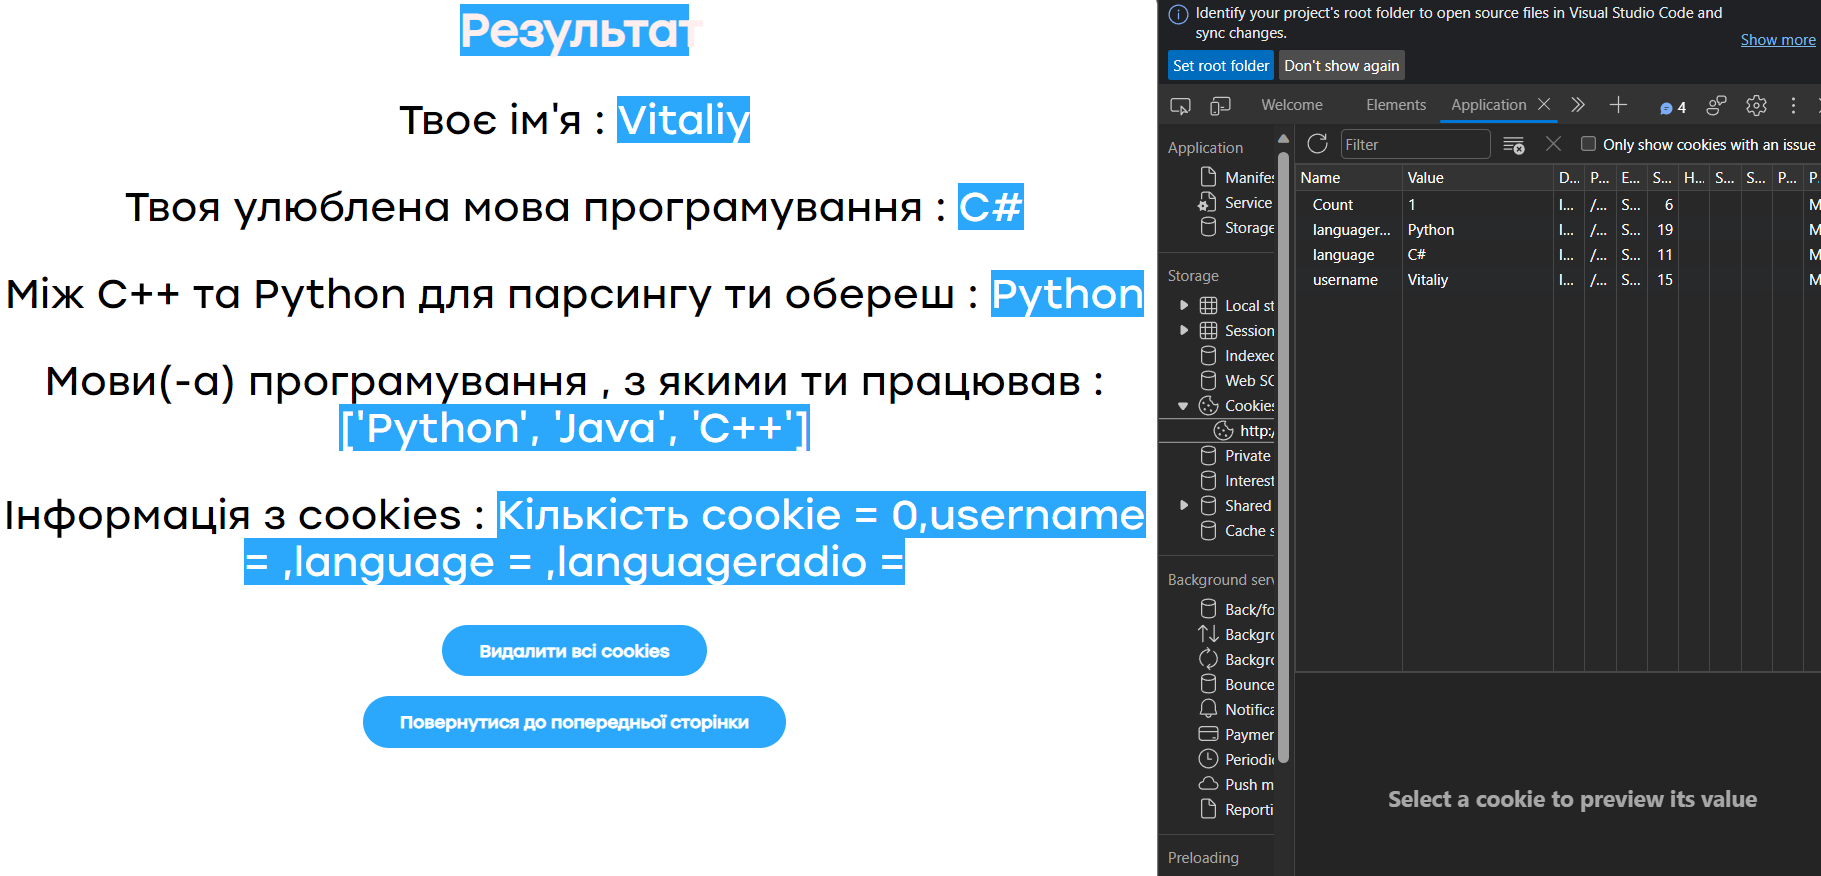 Результат
Твоє ім'я : Vitaliy
Твоя улюблена мова програмування : C#
Між C++ та Python для парсингу ти обереш : Python
Мови(-а) програмування , з якими ти працював :
['Python', 'Java', 'C++']
Інформація з cookies : Кількість cookie = 0,username
= ,language = ,languageradio =
Видалити всі cookies
Повернутися до попередньої сторінки
Identify your project's root folder to open source files in Visual Studio Code and
sync changes.
Show more
Set root folder Don't show again
Welcome Elements Application 4
Application
Manifes
Service
Storage
Storage
Local st
Session
Indexed
Web SQ
Cookies
http:/
Private
Interest
Shared
Cache s
Background serv
Back/fo
Backgro
Backgro
Bounce
Notifica
Paymen
Periodic
Push m
Reporti
Preloading
Filter Only show cookies with an issue
Name Value D... P... E... S... H... S... S... P... P.
Count 1 l... /... S... 6 M
languager... Python l... /... S... 19 M
language C# l... /... S... 11 M
username Vitaliy l... /... S... 15 M
Select a cookie to preview its value